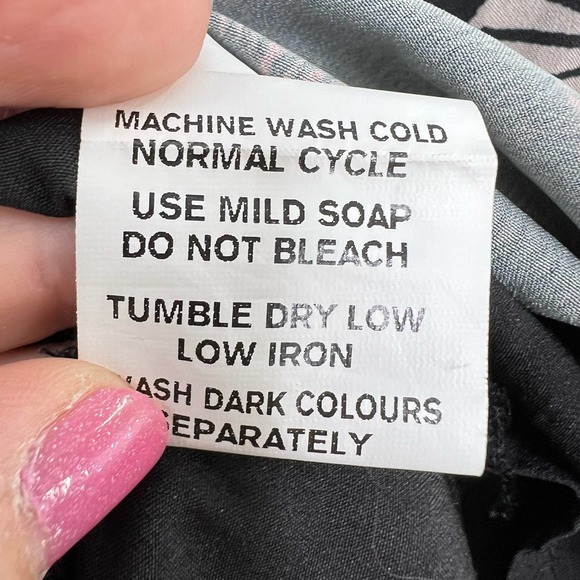 MACHINE WASH COLD
NORMAL CYCLE
USE MILD SOAP
DO NOT BLEACH
TUMBLE DRY LOW
LOW IRON
WASH DARK COLOURS
SEPARATELY